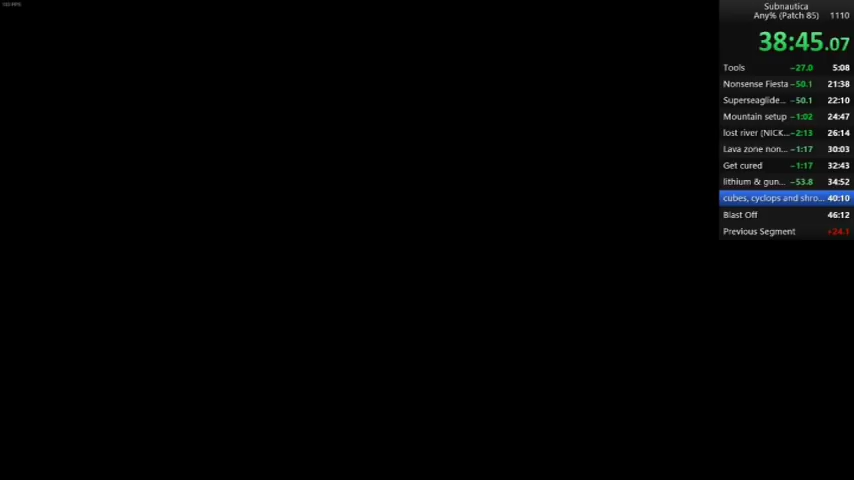 Subnautica
Any% (Patch 85) 1110
38:45.07
Tools -27.0 5:08
Nonsense Fiesta -50.1 21:38
Superseaglide... -50.1 22:10
Mountain setup -1:02 24:47
lost river [NICK... -2:13 26:14
Lava zone non... -1:17 30:03
Get cured -1:17 32:43
lithium & gun... -53.8 34:52
cubes, cyclops and shro... 40:10
Blast Off 46:12
Previous Segment +24.1